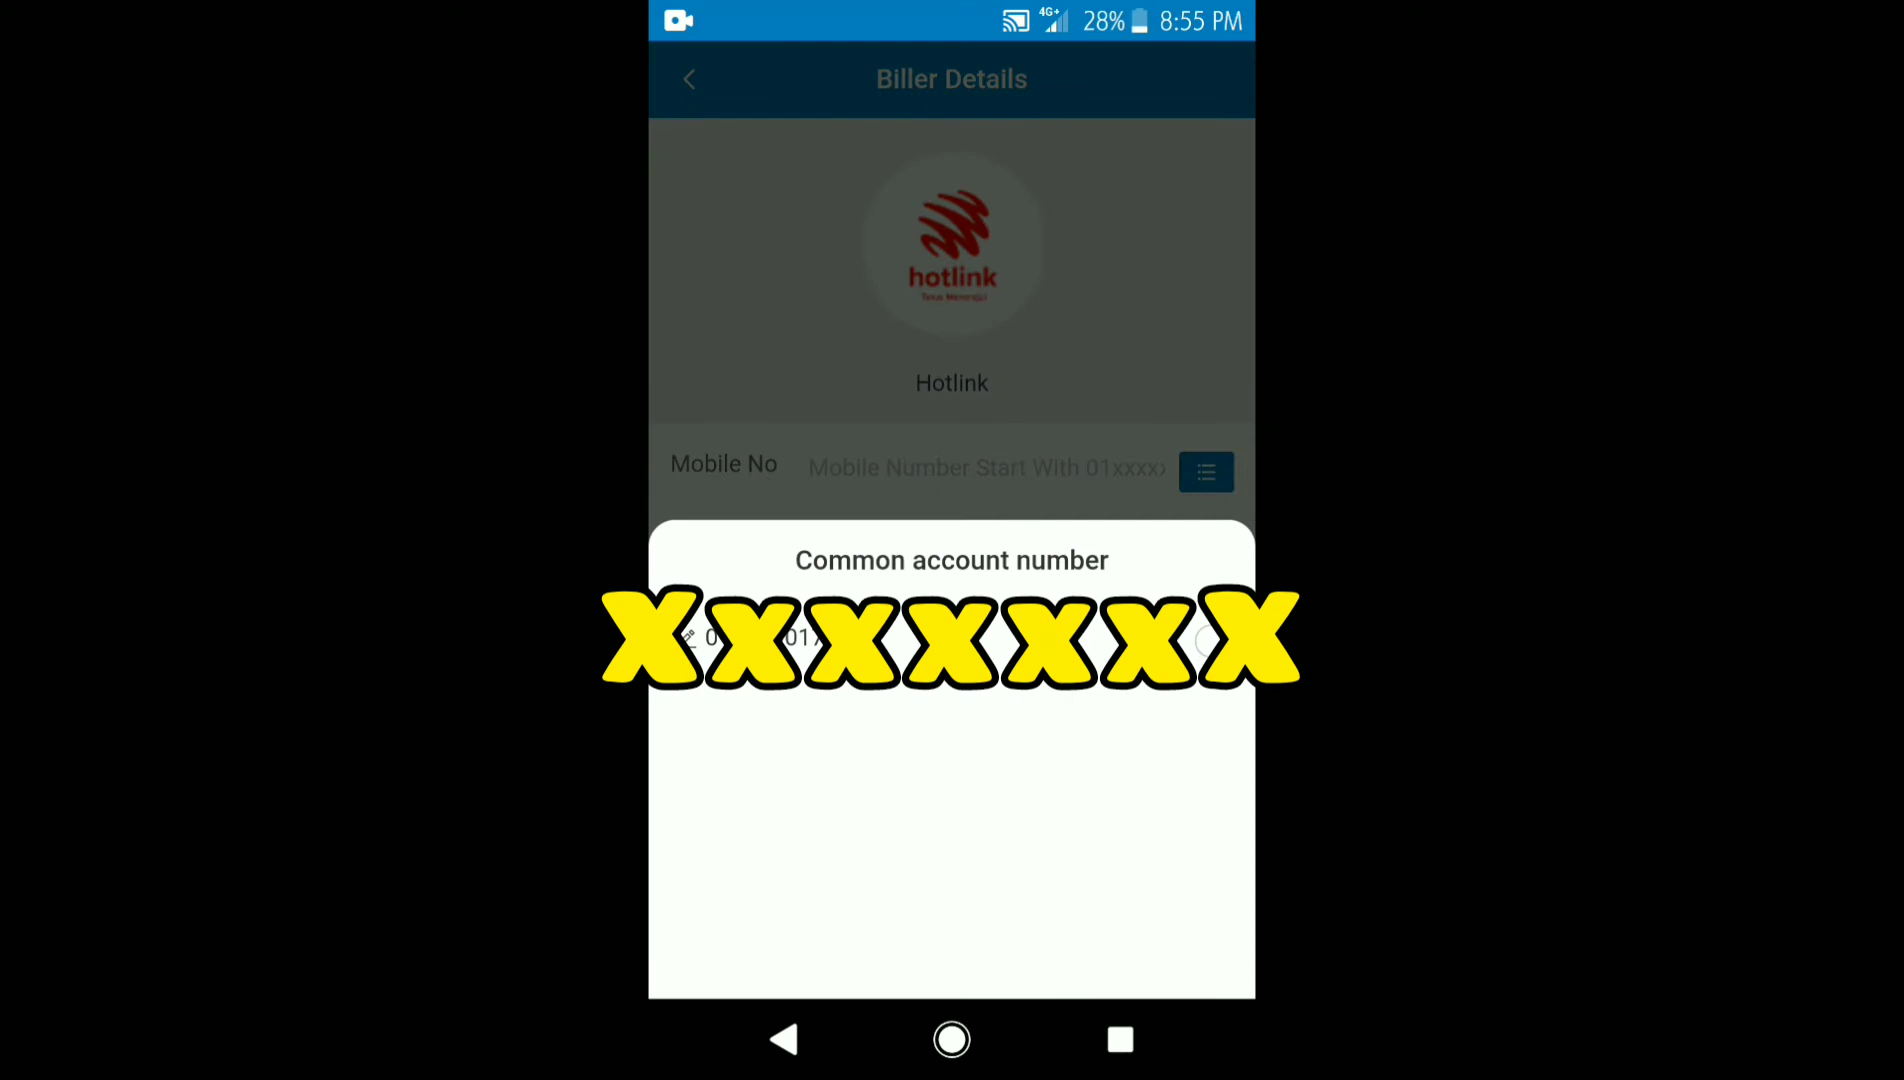 4G+ 28% 8:55 PM
Biller Details
hotlink
Hotlink
Mobile No Mobile Number Start With 01xxxx
Common account number
Xxxxxxx